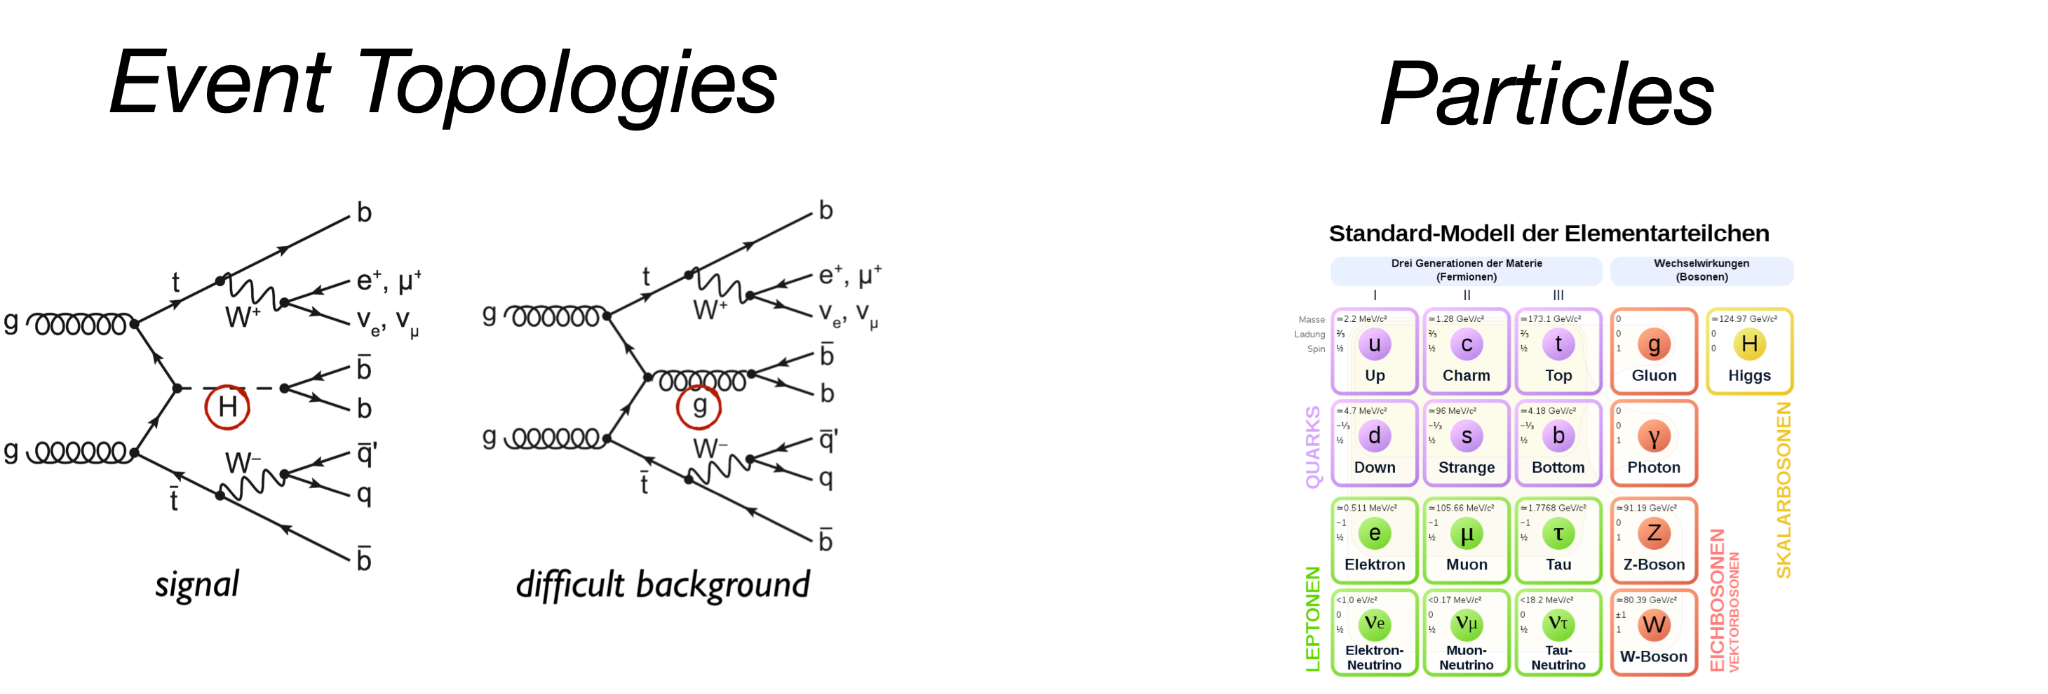 Event Topologies
Particles
b
t
e⁺, μ⁺
W⁺
νₑ, ν_μ
g
b̄
H
b
g
W⁻
q̄'
t̄
q
b̄
signal
b
t
e⁺, μ⁺
W⁺
νₑ, ν_μ
g
b̄
g
b
g
W⁻
q̄'
t̄
q
b̄
difficult background
Standard-Modell der Elementarteilchen
Drei Generationen der Materie
(Fermionen)
Wechselwirkungen
(Bosonen)
I II III
Masse
Ladung
Spin
≃2.2 MeV/c²
⅔
½
u
Up
≃1.28 GeV/c²
⅔
½
c
Charm
≃173.1 GeV/c²
⅔
½
t
Top
0
0
1
g
Gluon
≃124.97 GeV/c²
0
0
H
Higgs
QUARKS
≃4.7 MeV/c²
−⅓
½
d
Down
≃96 MeV/c²
−⅓
½
s
Strange
≃4.18 GeV/c²
−⅓
½
b
Bottom
0
0
1
γ
Photon
SKALARBOSONEN
LEPTONEN
≃0.511 MeV/c²
−1
½
e
Elektron
≃105.66 MeV/c²
−1
½
μ
Muon
≃1.7768 GeV/c²
−1
½
τ
Tau
≃91.19 GeV/c²
0
1
Z
Z-Boson
EICHBOSONEN
VEKTORBOSONEN
<1.0 eV/c²
0
½
νe
Elektron-
Neutrino
<0.17 MeV/c²
0
½
νμ
Muon-
Neutrino
<18.2 MeV/c²
0
½
ντ
Tau-
Neutrino
≃80.39 GeV/c²
±1
1
W
W-Boson